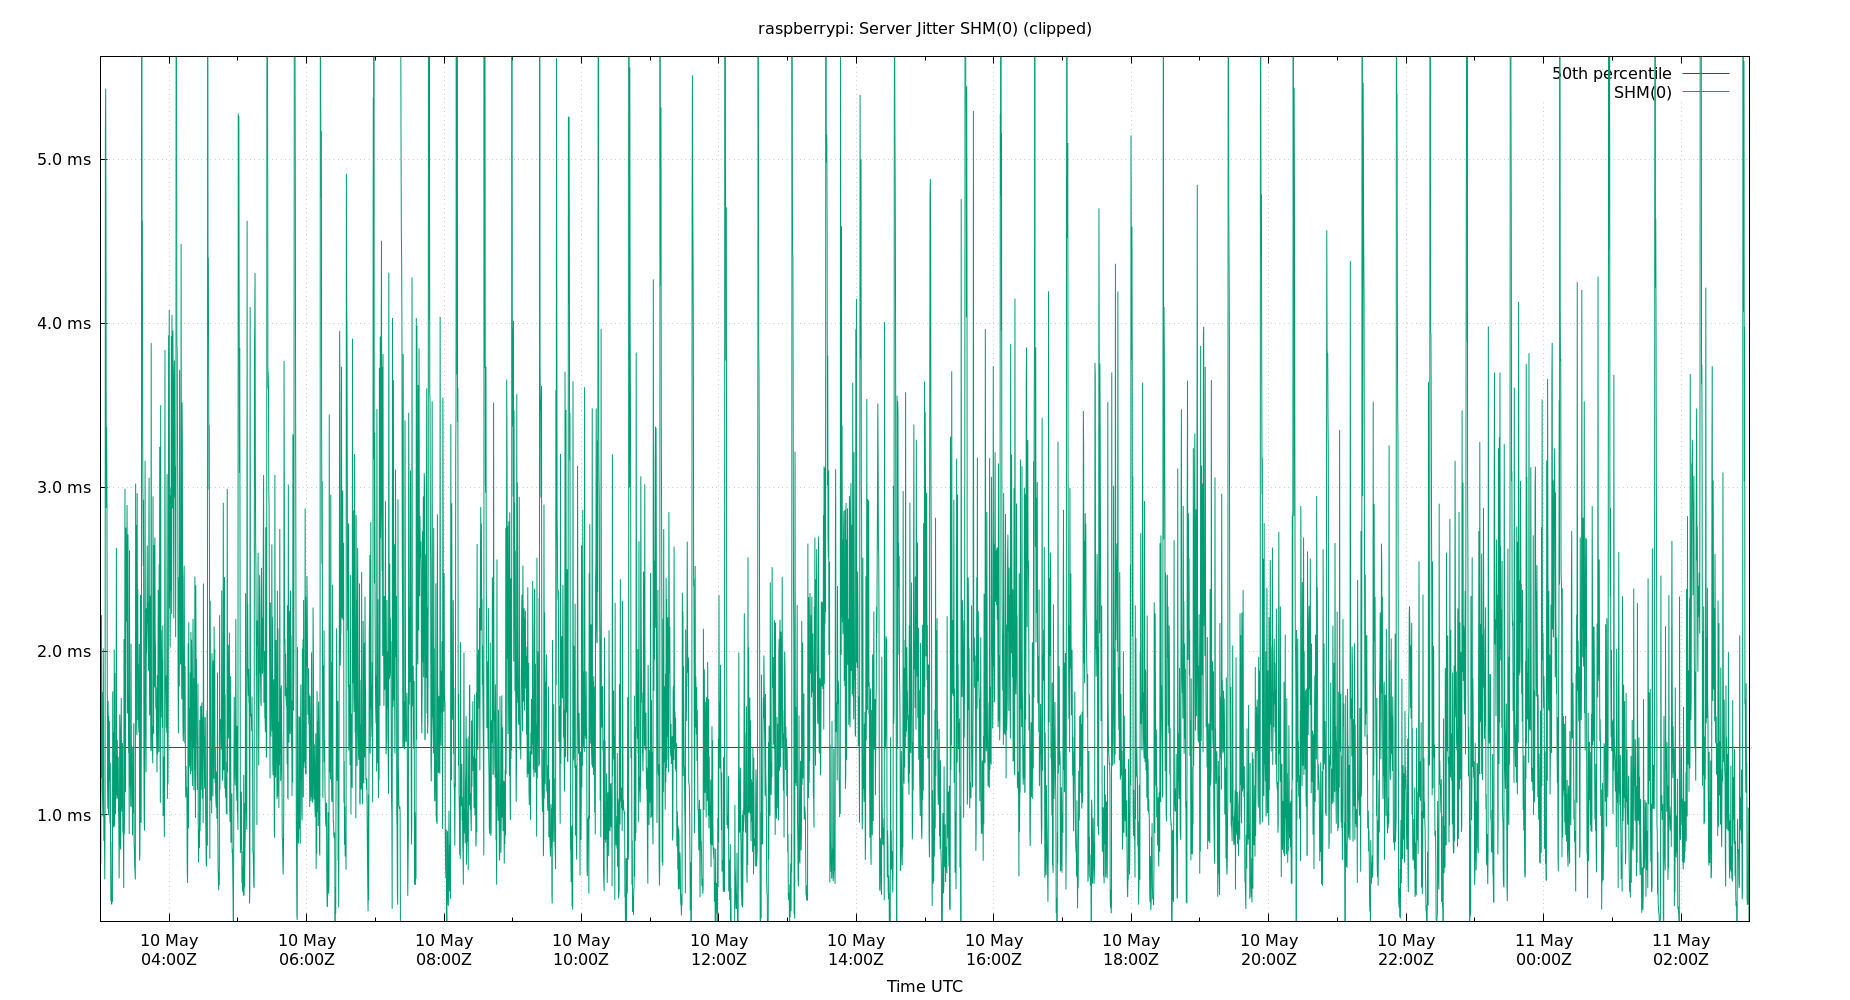 raspberrypi: Server Jitter SHM(0) (clipped)
50th percentile
SHM(0)
5.0 ms
4.0 ms
3.0 ms
2.0 ms
1.0 ms
10 May 10 May 10 May 10 May 10 May 10 May 10 May 10 May 10 May 10 May 11 May 11 May
04:00Z 06:00Z 08:00Z 10:00Z 12:00Z 14:00Z 16:00Z 18:00Z 20:00Z 22:00Z 00:00Z 02:00Z
Time UTC